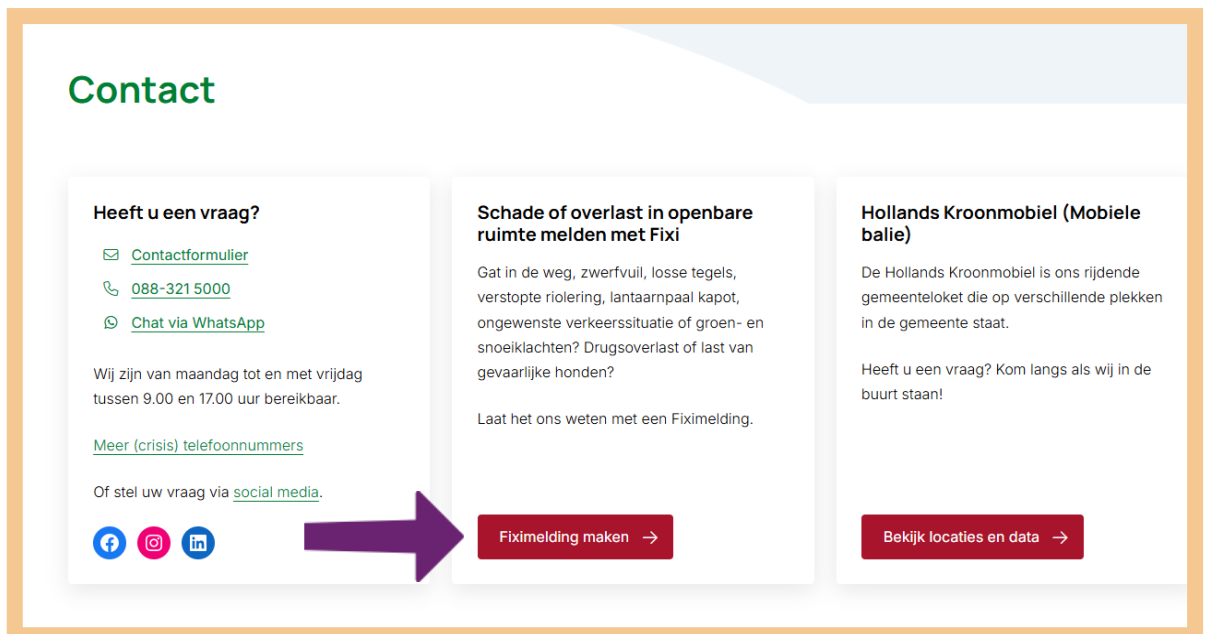 Contact
Heeft u een vraag?
Contactformulier
088-321 5000
Chat via WhatsApp
Wij zijn van maandag tot en met vrijdag
tussen 9.00 en 17.00 uur bereikbaar.
Meer (crisis) telefoonnummers
Of stel uw vraag via social media.
Schade of overlast in openbare
ruimte melden met Fixi
Gat in de weg, zwerfvuil, losse tegels,
verstopte riolering, lantaarnpaal kapot,
ongewenste verkeerssituatie of groen- en
snoeiklachten? Drugsoverlast of last van
gevaarlijke honden?
Laat het ons weten met een Fiximelding.
Fiximelding maken
Hollands Kroonmobiel (Mobiele
balie)
De Hollands Kroonmobiel is ons rijdende
gemeenteloket die op verschillende plekken
in de gemeente staat.
Heeft u een vraag? Kom langs als wij in de
buurt staan!
Bekijk locaties en data